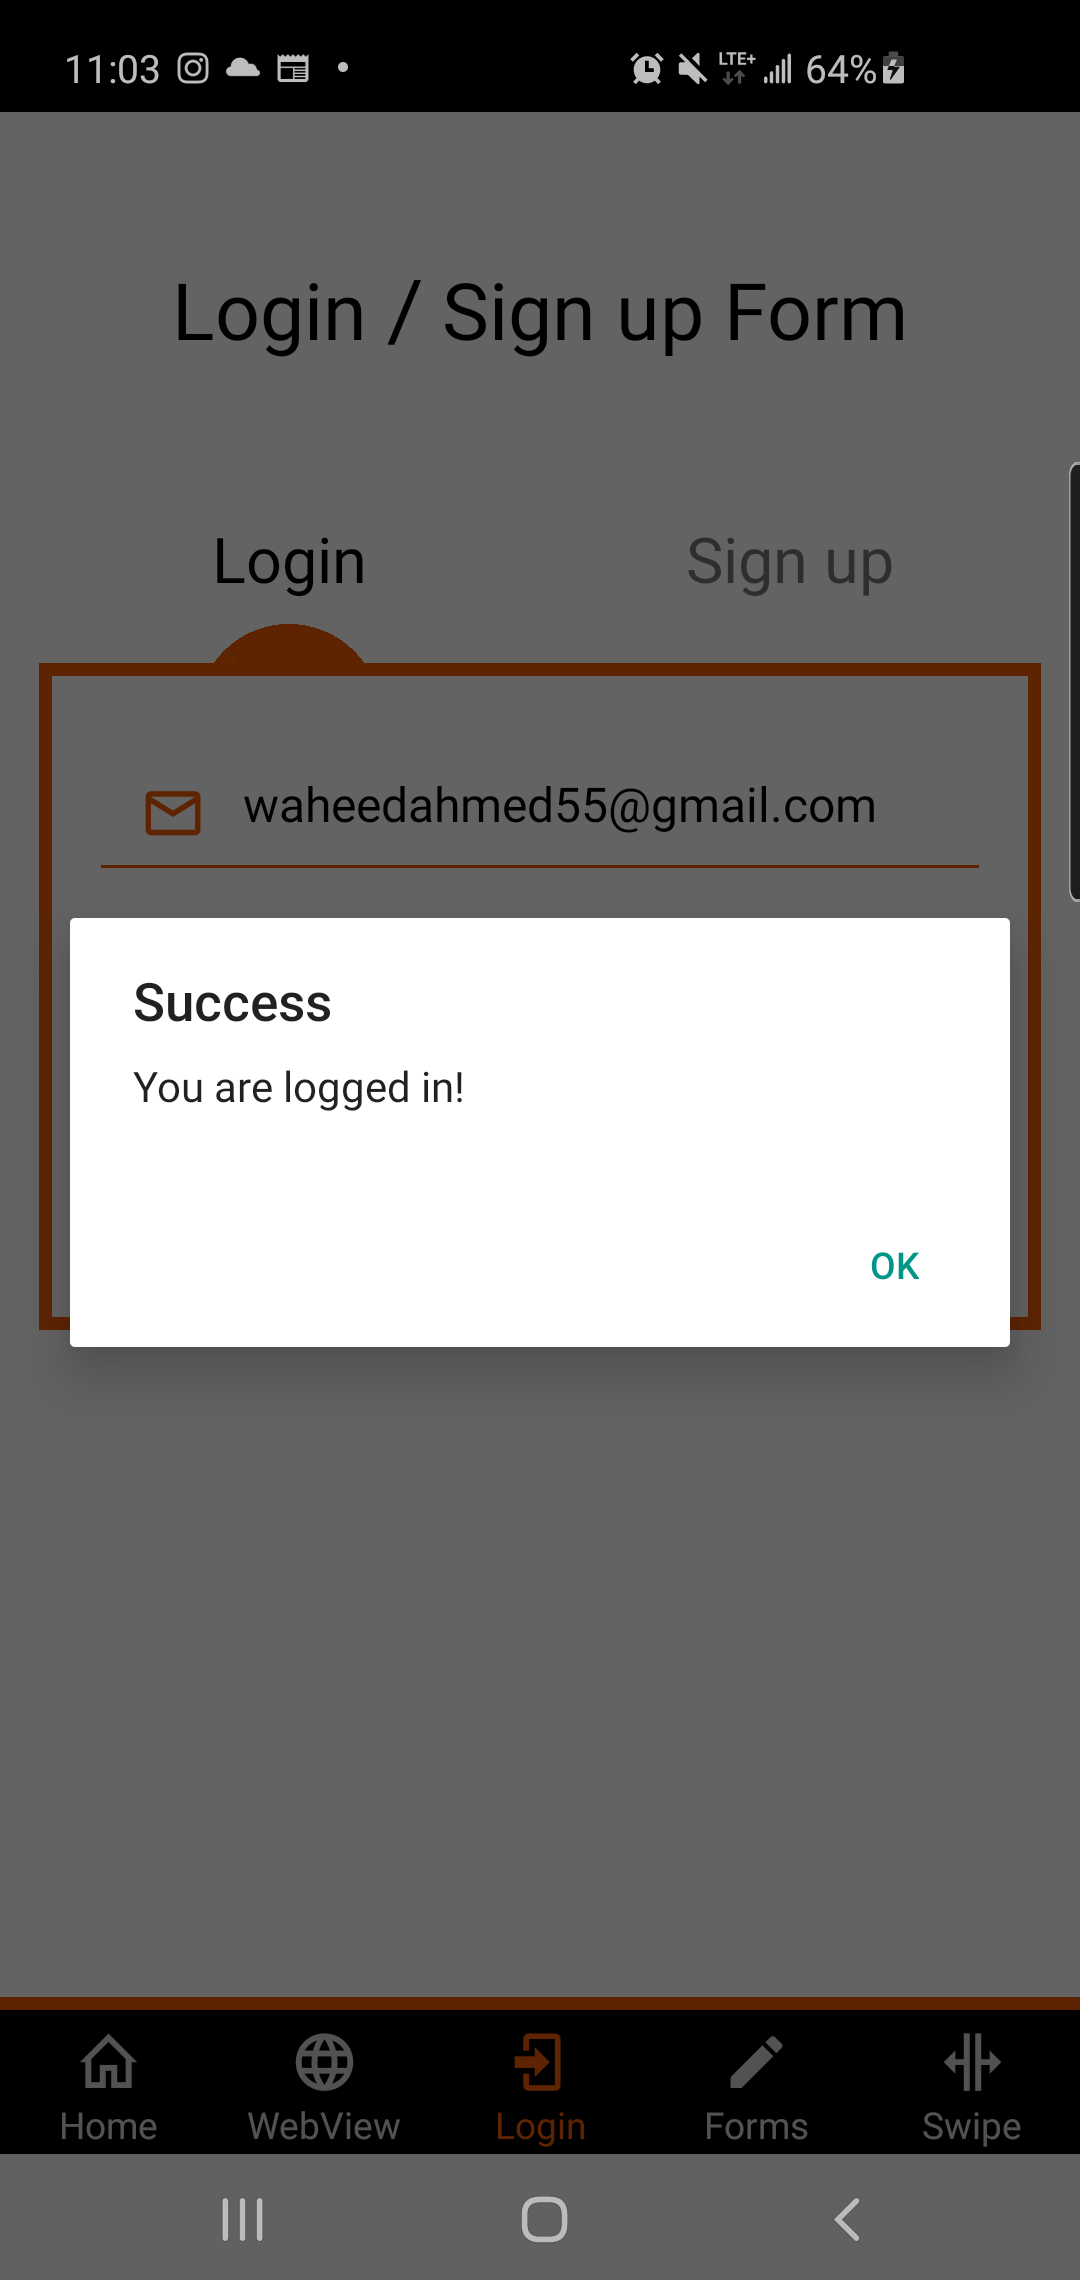 11:03 LTE+ 64%
Login / Sign up Form
Login Sign up
waheedahmed55@gmail.com
Success
You are logged in!
OK
Home WebView Login Forms Swipe